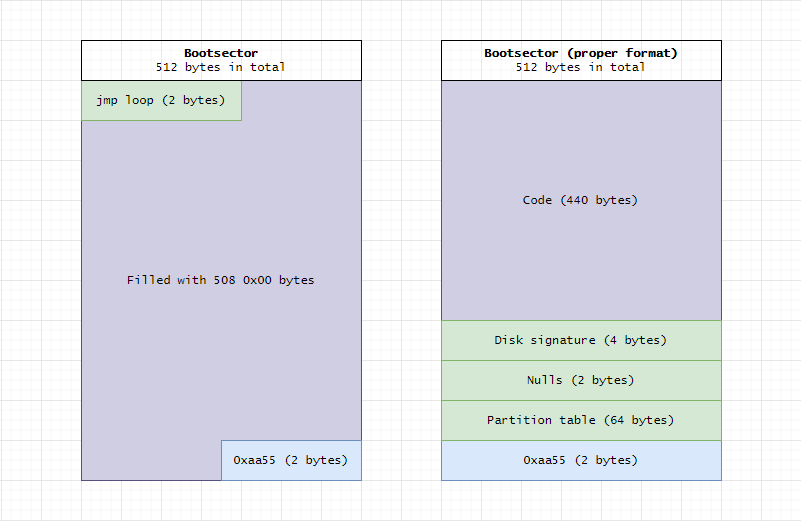 Bootsector
512 bytes in total
jmp loop (2 bytes)
Filled with 508 0x00 bytes
0xaa55 (2 bytes)
Bootsector (proper format)
512 bytes in total
Code (440 bytes)
Disk signature (4 bytes)
Nulls (2 bytes)
Partition table (64 bytes)
0xaa55 (2 bytes)